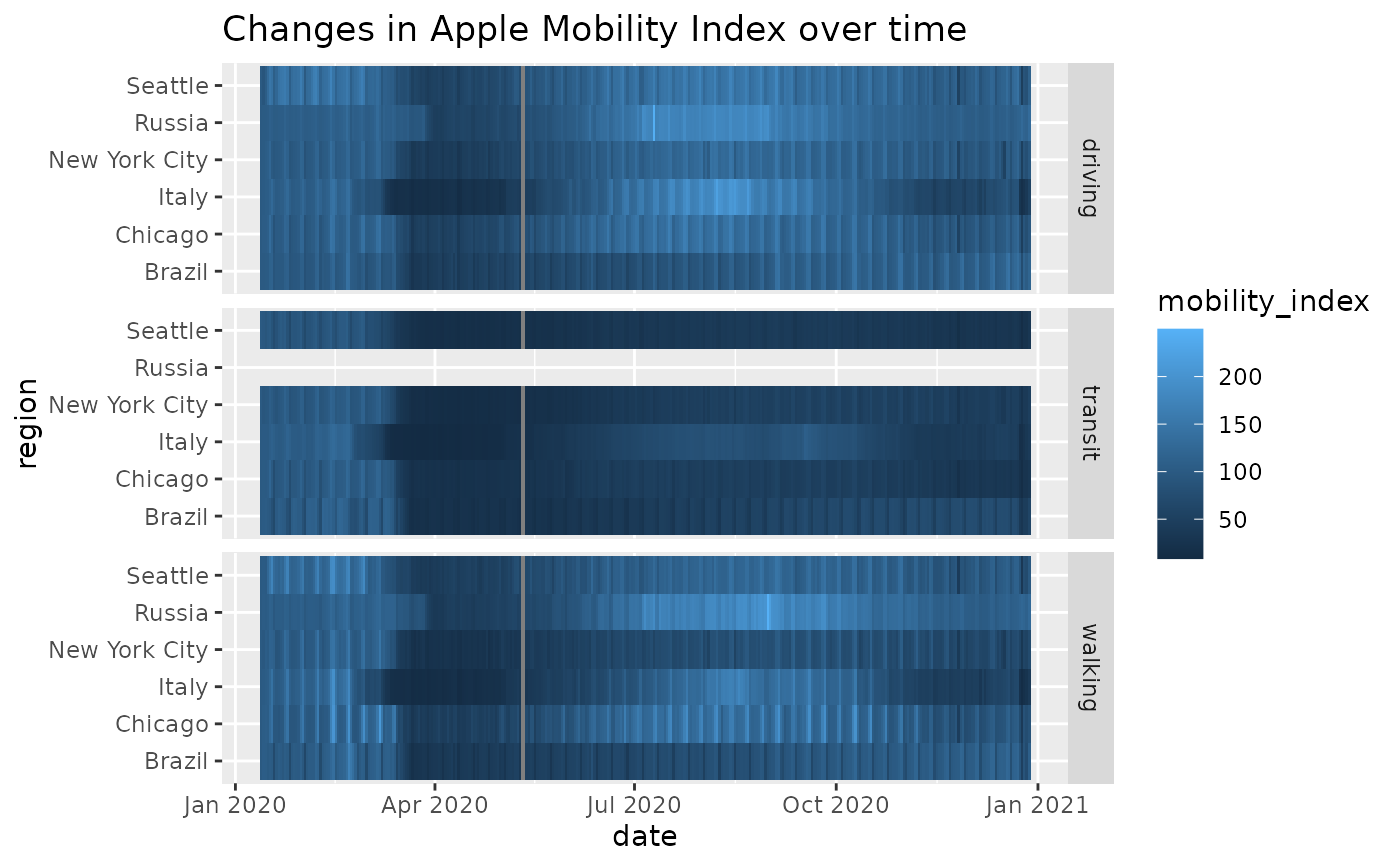 Changes in Apple Mobility Index over time
Seattle
Russia
New York City
Italy
Chicago
Brazil
driving
Seattle
Russia
New York City
Italy
Chicago
Brazil
transit
Seattle
Russia
New York City
Italy
Chicago
Brazil
walking
region
Jan 2020 Apr 2020 Jul 2020 Oct 2020 Jan 2021
date
mobility_index
200
150
100
50